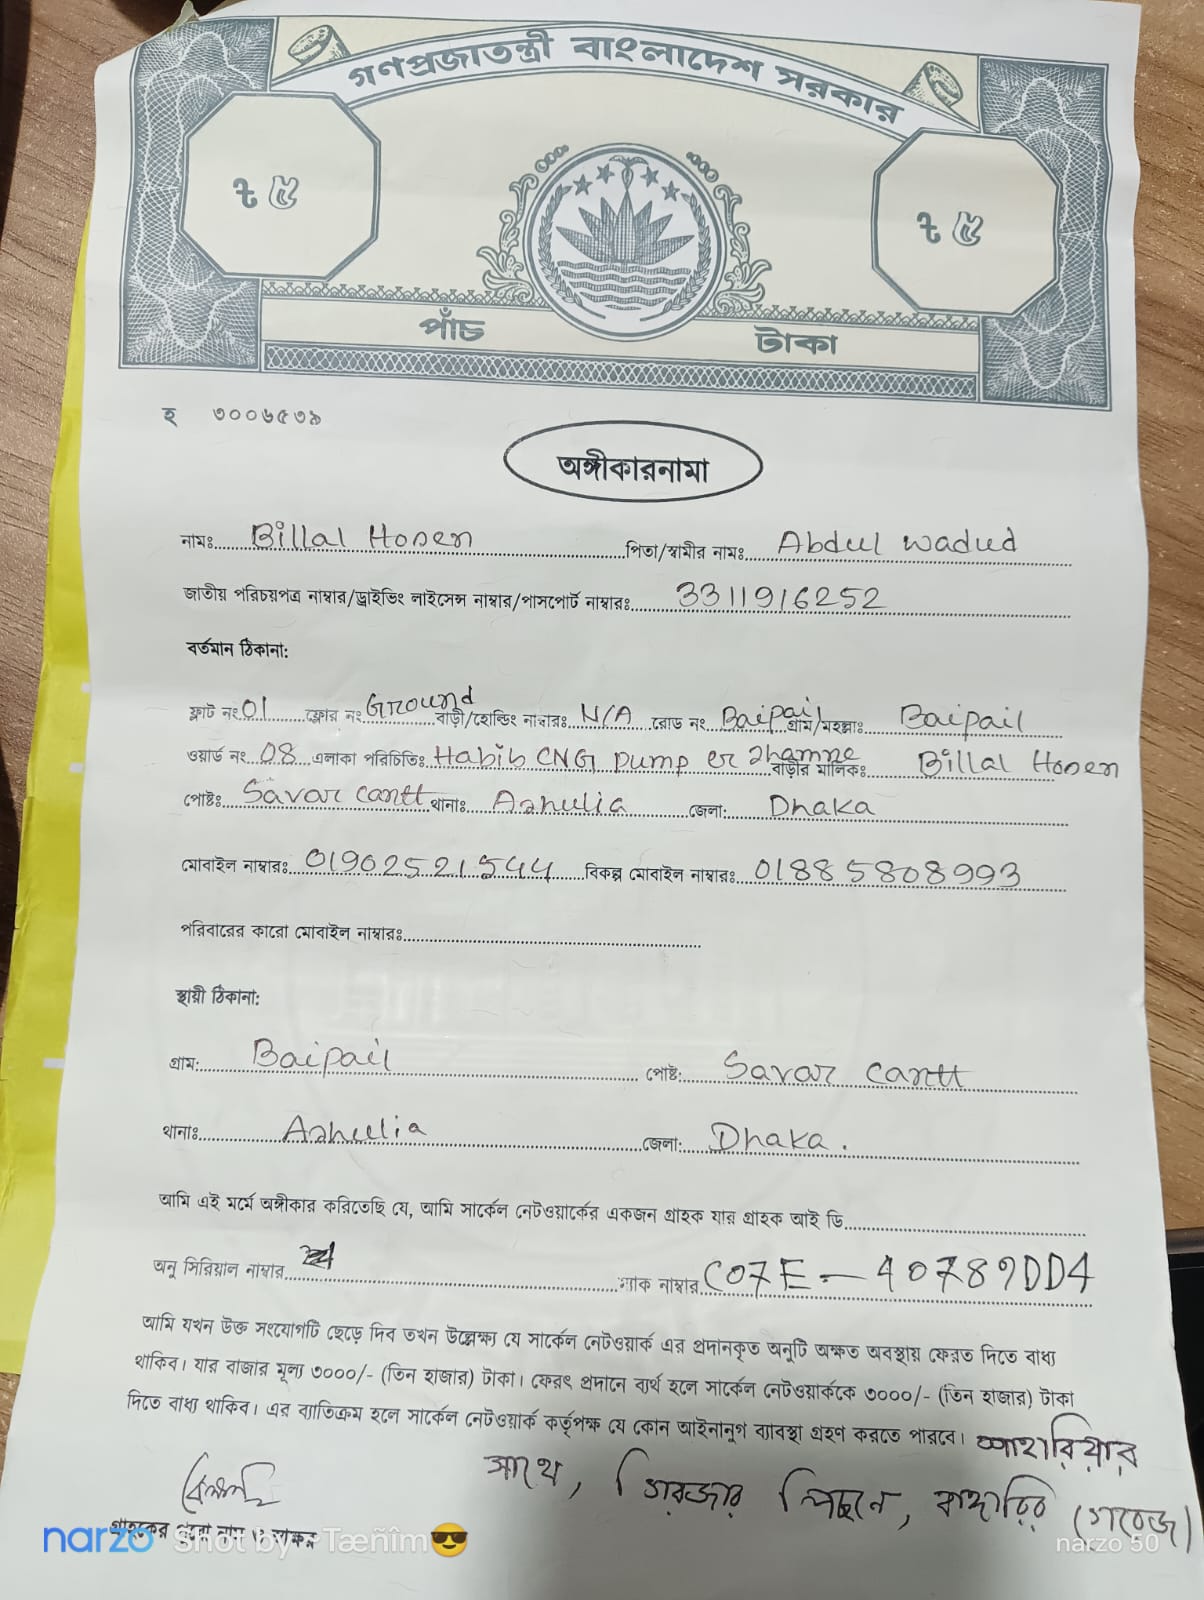 গণপ্রজাতন্ত্রী বাংলাদেশ সরকার
৳ ৫ ৳ ৫
পাঁচ টাকা
হ ৩০০৬৫৩৯
অঙ্গীকারনামা
নামঃ Billal Hosen পিতা/স্বামীর নামঃ Abdul Wadud
জাতীয় পরিচয়পত্র নাম্বার/ড্রাইভিং লাইসেন্স নাম্বার/পাসপোর্ট নাম্বারঃ 3311916252
বর্তমান ঠিকানা:
ফ্লাট নংঃ 01 ফ্লোর নংঃ Ground বাড়ী/হোল্ডিং নাম্বারঃ N/A রোড নংঃ Baipail গ্রাম/মহল্লাঃ Baipail
ওয়ার্ড নংঃ 08 এলাকা পরিচিতিঃ Habib CNG Pump er Shamne বাড়ীর মালিকঃ Billal Hosen
পোষ্টঃ Savar Cantt থানাঃ Ashulia জেলা: Dhaka
মোবাইল নাম্বারঃ 01902521544 বিকল্প মোবাইল নাম্বারঃ 01885808993
পরিবারের কারো মোবাইল নাম্বারঃ
স্থায়ী ঠিকানা:
গ্রাম: Baipail পোষ্ট: Savar Cantt
থানাঃ Ashulia জেলা: Dhaka.
আমি এই মর্মে অঙ্গীকার করিতেছি যে, আমি সার্কেল নেটওয়ার্কের একজন গ্রাহক যার গ্রাহক আই ডি
অনু সিরিয়াল নাম্বার ম্যাক নাম্বার C07E-40789DD4
আমি যখন উক্ত সংযোগটি ছেড়ে দিব তখন উল্লেক্ষ্য যে সার্কেল নেটওয়ার্ক এর প্রদানকৃত অনুটি অক্ষত অবস্থায় ফেরত দিতে বাধ্য
থাকিব। যার বাজার মূল্য ৩০০০/- (তিন হাজার) টাকা। ফেরৎ প্রদানে ব্যর্থ হলে সার্কেল নেটওয়ার্ককে ৩০০০/- (তিন হাজার) টাকা
দিতে বাধ্য থাকিব। এর ব্যাতিক্রম হলে সার্কেল নেটওয়ার্ক কর্তৃপক্ষ যে কোন আইনানুগ ব্যাবস্থা গ্রহণ করতে পারবে। শাহারিয়ার
সাথে, পিছনে, (গ্যারেজ)
গ্রাহকের পুরো নাম ও স্বাক্ষর
narzo Shot by Tæñîm😎
narzo 50